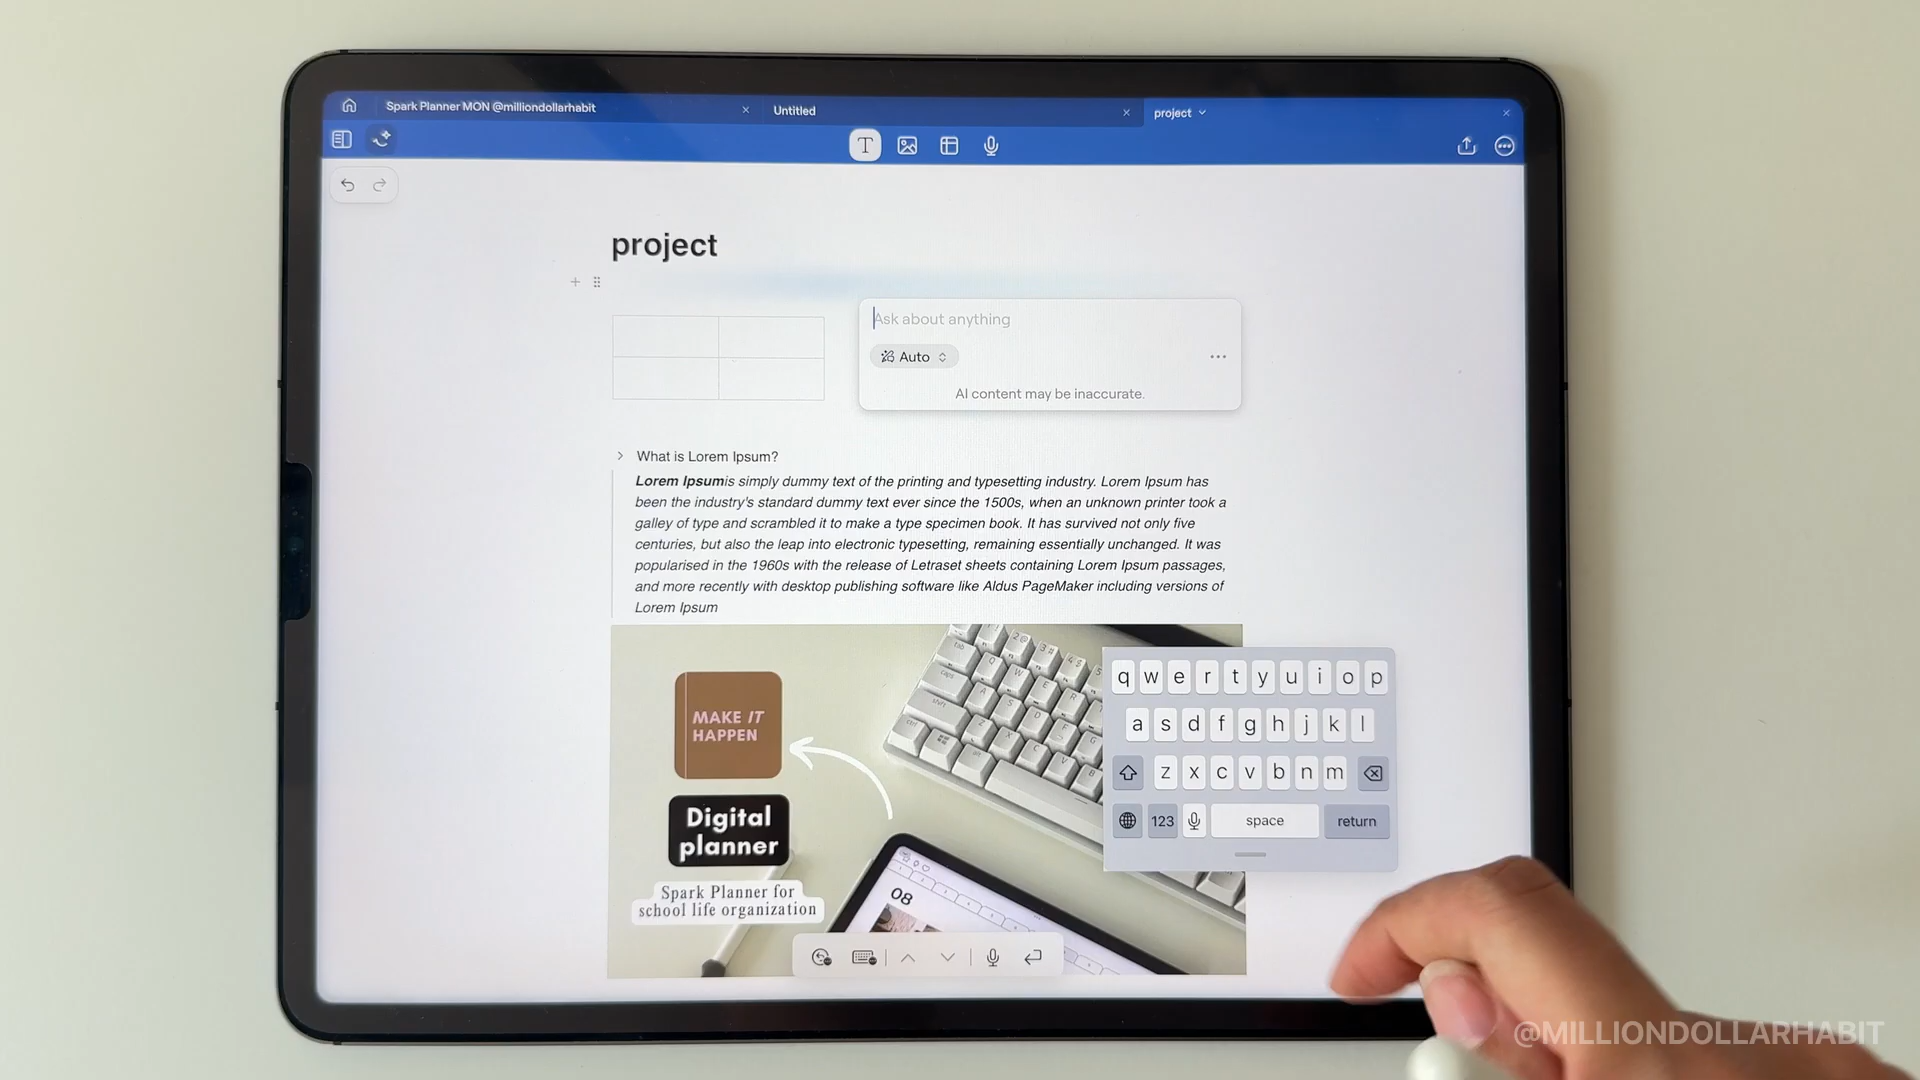 Spark Planner MON @milliondollarhabit
Untitled
project
T
project
Ask about anything
Auto
AI content may be inaccurate.
What is Lorem Ipsum?
Lorem Ipsumis simply dummy text of the printing and typesetting industry. Lorem Ipsum has
been the industry's standard dummy text ever since the 1500s, when an unknown printer took a
galley of type and scrambled it to make a type specimen book. It has survived not only five
centuries, but also the leap into electronic typesetting, remaining essentially unchanged. It was
popularised in the 1960s with the release of Letraset sheets containing Lorem Ipsum passages,
and more recently with desktop publishing software like Aldus PageMaker including versions of
Lorem Ipsum
MAKE IT
HAPPEN
Digital
planner
Spark Planner for
school life organization
08
q w e r t y u i o p
a s d f g h j k l
z x c v b n m
123 space return
@MILLIONDOLLARHABIT